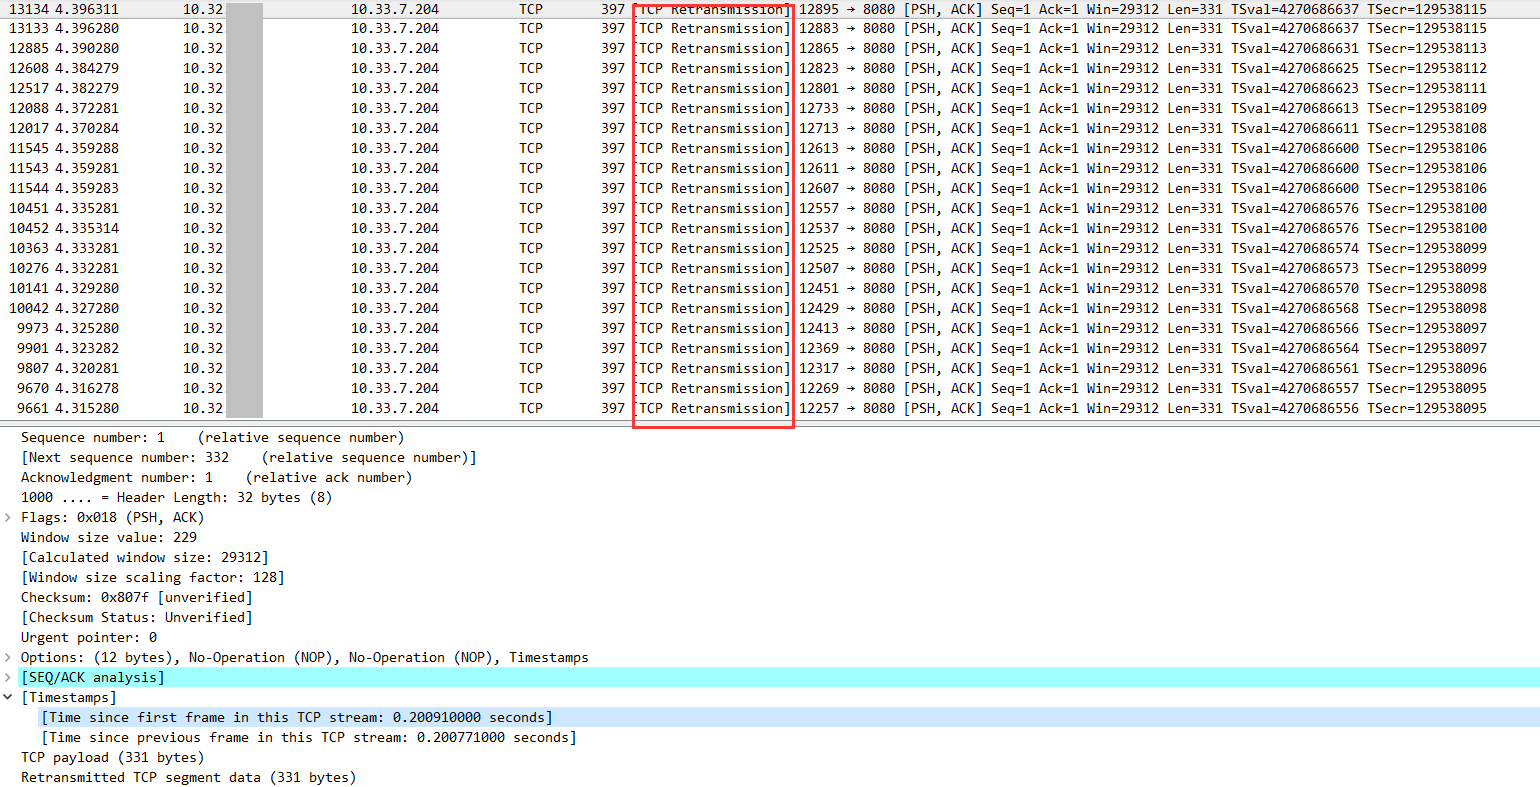 13134 4.396311 10.32. 10.33.7.204 TCP 397 [TCP Retransmission] 12895 → 8080 [PSH, ACK] Seq=1 Ack=1 Win=29312 Len=331 TSval=4270686637 TSecr=129538115
13133 4.396280 10.32. 10.33.7.204 TCP 397 [TCP Retransmission] 12883 → 8080 [PSH, ACK] Seq=1 Ack=1 Win=29312 Len=331 TSval=4270686637 TSecr=129538115
12885 4.390280 10.32. 10.33.7.204 TCP 397 [TCP Retransmission] 12865 → 8080 [PSH, ACK] Seq=1 Ack=1 Win=29312 Len=331 TSval=4270686631 TSecr=129538113
12608 4.384279 10.32. 10.33.7.204 TCP 397 [TCP Retransmission] 12823 → 8080 [PSH, ACK] Seq=1 Ack=1 Win=29312 Len=331 TSval=4270686625 TSecr=129538112
12517 4.382279 10.32. 10.33.7.204 TCP 397 [TCP Retransmission] 12801 → 8080 [PSH, ACK] Seq=1 Ack=1 Win=29312 Len=331 TSval=4270686623 TSecr=129538111
12088 4.372281 10.32. 10.33.7.204 TCP 397 [TCP Retransmission] 12733 → 8080 [PSH, ACK] Seq=1 Ack=1 Win=29312 Len=331 TSval=4270686613 TSecr=129538109
12017 4.370284 10.32. 10.33.7.204 TCP 397 [TCP Retransmission] 12713 → 8080 [PSH, ACK] Seq=1 Ack=1 Win=29312 Len=331 TSval=4270686611 TSecr=129538108
11545 4.359288 10.32. 10.33.7.204 TCP 397 [TCP Retransmission] 12613 → 8080 [PSH, ACK] Seq=1 Ack=1 Win=29312 Len=331 TSval=4270686600 TSecr=129538106
11543 4.359281 10.32. 10.33.7.204 TCP 397 [TCP Retransmission] 12611 → 8080 [PSH, ACK] Seq=1 Ack=1 Win=29312 Len=331 TSval=4270686600 TSecr=129538106
11544 4.359283 10.32. 10.33.7.204 TCP 397 [TCP Retransmission] 12607 → 8080 [PSH, ACK] Seq=1 Ack=1 Win=29312 Len=331 TSval=4270686600 TSecr=129538106
10451 4.335281 10.32. 10.33.7.204 TCP 397 [TCP Retransmission] 12557 → 8080 [PSH, ACK] Seq=1 Ack=1 Win=29312 Len=331 TSval=4270686576 TSecr=129538100
10452 4.335314 10.32. 10.33.7.204 TCP 397 [TCP Retransmission] 12537 → 8080 [PSH, ACK] Seq=1 Ack=1 Win=29312 Len=331 TSval=4270686576 TSecr=129538100
10363 4.333281 10.32. 10.33.7.204 TCP 397 [TCP Retransmission] 12525 → 8080 [PSH, ACK] Seq=1 Ack=1 Win=29312 Len=331 TSval=4270686574 TSecr=129538099
10276 4.332281 10.32. 10.33.7.204 TCP 397 [TCP Retransmission] 12507 → 8080 [PSH, ACK] Seq=1 Ack=1 Win=29312 Len=331 TSval=4270686573 TSecr=129538099
10141 4.329280 10.32. 10.33.7.204 TCP 397 [TCP Retransmission] 12451 → 8080 [PSH, ACK] Seq=1 Ack=1 Win=29312 Len=331 TSval=4270686570 TSecr=129538098
10042 4.327280 10.32. 10.33.7.204 TCP 397 [TCP Retransmission] 12429 → 8080 [PSH, ACK] Seq=1 Ack=1 Win=29312 Len=331 TSval=4270686568 TSecr=129538098
9973 4.325280 10.32. 10.33.7.204 TCP 397 [TCP Retransmission] 12413 → 8080 [PSH, ACK] Seq=1 Ack=1 Win=29312 Len=331 TSval=4270686566 TSecr=129538097
9901 4.323282 10.32. 10.33.7.204 TCP 397 [TCP Retransmission] 12369 → 8080 [PSH, ACK] Seq=1 Ack=1 Win=29312 Len=331 TSval=4270686564 TSecr=129538097
9807 4.320281 10.32. 10.33.7.204 TCP 397 [TCP Retransmission] 12317 → 8080 [PSH, ACK] Seq=1 Ack=1 Win=29312 Len=331 TSval=4270686561 TSecr=129538096
9670 4.316278 10.32. 10.33.7.204 TCP 397 [TCP Retransmission] 12269 → 8080 [PSH, ACK] Seq=1 Ack=1 Win=29312 Len=331 TSval=4270686557 TSecr=129538095
9661 4.315280 10.32. 10.33.7.204 TCP 397 [TCP Retransmission] 12257 → 8080 [PSH, ACK] Seq=1 Ack=1 Win=29312 Len=331 TSval=4270686556 TSecr=129538095
Sequence number: 1 (relative sequence number)
[Next sequence number: 332 (relative sequence number)]
Acknowledgment number: 1 (relative ack number)
1000 .... = Header Length: 32 bytes (8)
Flags: 0x018 (PSH, ACK)
Window size value: 229
[Calculated window size: 29312]
[Window size scaling factor: 128]
Checksum: 0x807f [unverified]
[Checksum Status: Unverified]
Urgent pointer: 0
Options: (12 bytes), No-Operation (NOP), No-Operation (NOP), Timestamps
[SEQ/ACK analysis]
[Timestamps]
[Time since first frame in this TCP stream: 0.200910000 seconds]
[Time since previous frame in this TCP stream: 0.200771000 seconds]
TCP payload (331 bytes)
Retransmitted TCP segment data (331 bytes)